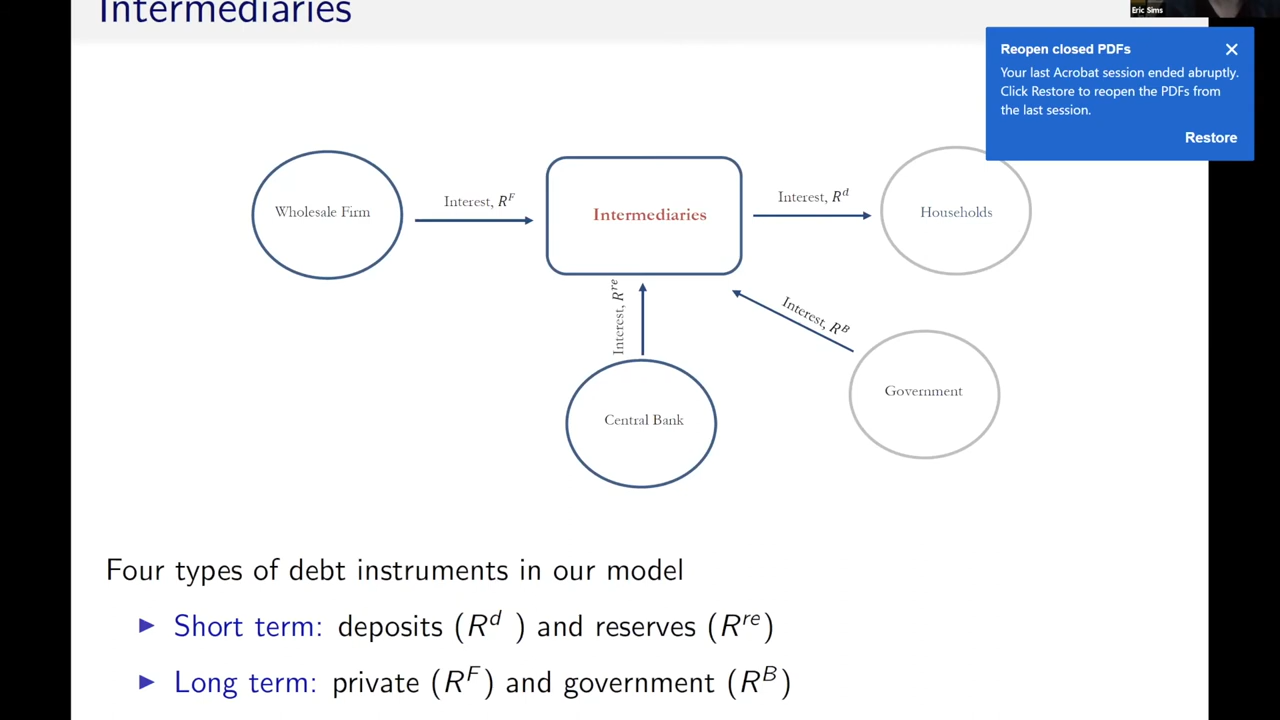 Intermediaries
Eric Sims
Reopen closed PDFs
Your last Acrobat session ended abruptly.
Click Restore to reopen the PDFs from
the last session.
Restore
Wholesale Firm
Interest, R^F
Intermediaries
Interest, R^d
Households
Interest, R^re
Interest, R^B
Central Bank
Government
Four types of debt instruments in our model
▶ Short term: deposits (R^d ) and reserves (R^re)
▶ Long term: private (R^F) and government (R^B)